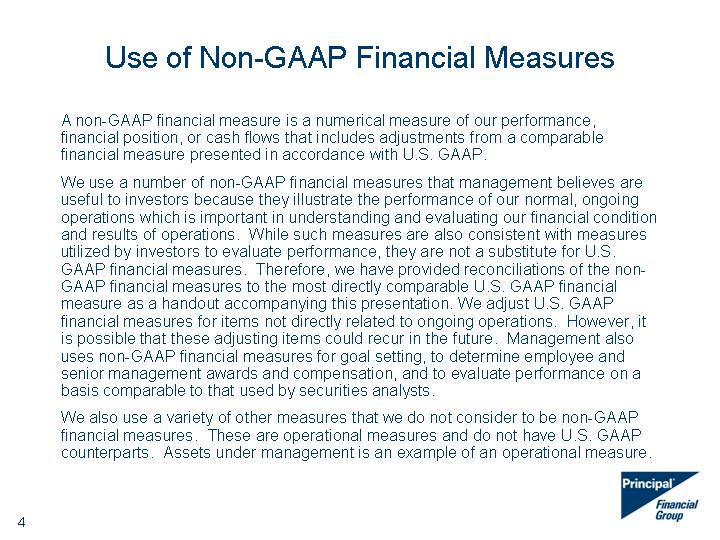 Use of Non-GAAP Financial Measures
A non-GAAP financial measure is a numerical measure of our performance,
financial position, or cash flows that includes adjustments from a comparable
financial measure presented in accordance with U.S. GAAP.
We use a number of non-GAAP financial measures that management believes are
useful to investors because they illustrate the performance of our normal, ongoing
operations which is important in understanding and evaluating our financial condition
and results of operations.  While such measures are also consistent with measures
utilized by investors to evaluate performance, they are not a substitute for U.S.
GAAP financial measures.  Therefore, we have provided reconciliations of the non-
GAAP financial measures to the most directly comparable U.S. GAAP financial
measure as a handout accompanying this presentation. We adjust U.S. GAAP
financial measures for items not directly related to ongoing operations.  However, it
is possible that these adjusting items could recur in the future.  Management also
uses non-GAAP financial measures for goal setting, to determine employee and
senior management awards and compensation, and to evaluate performance on a
basis comparable to that used by securities analysts.
We also use a variety of other measures that we do not consider to be non-GAAP
financial measures.  These are operational measures and do not have U.S. GAAP
counterparts.  Assets under management is an example of an operational measure.
Principal
Financial
Group
4